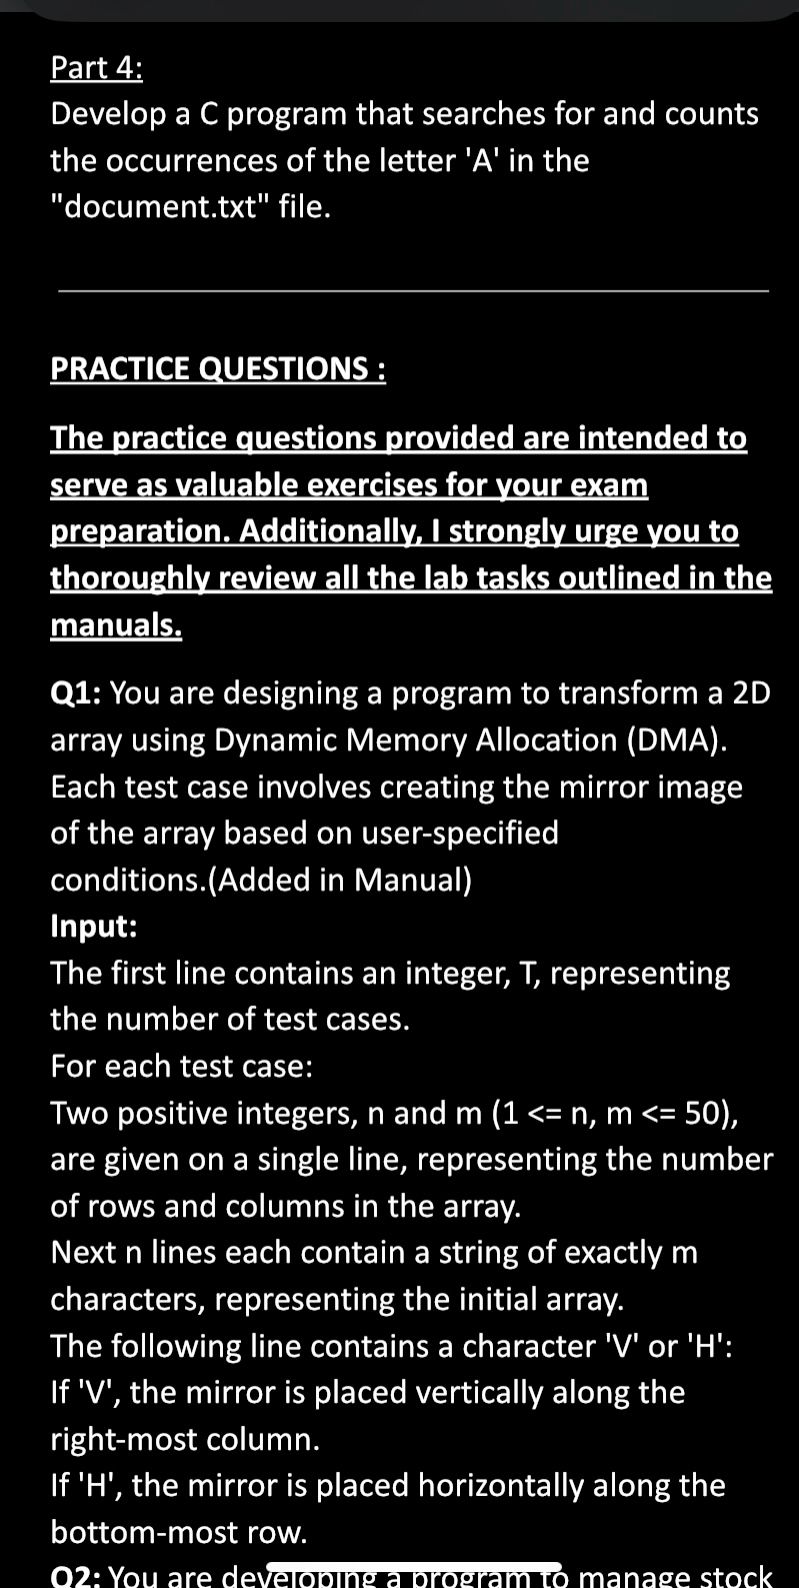 Part 4:
Develop a C program that searches for and counts
the occurrences of the letter 'A' in the
"document.txt" file.
PRACTICE QUESTIONS :
The practice questions provided are intended to
serve as valuable exercises for your exam
preparation. Additionally, I strongly urge you to
thoroughly review all the lab tasks outlined in the
manuals.
Q1: You are designing a program to transform a 2D
array using Dynamic Memory Allocation (DMA).
Each test case involves creating the mirror image
of the array based on user-specified
conditions.(Added in Manual)
Input:
The first line contains an integer, T, representing
the number of test cases.
For each test case:
Two positive integers, n and m (1 <= n, m <= 50),
are given on a single line, representing the number
of rows and columns in the array.
Next n lines each contain a string of exactly m
characters, representing the initial array.
The following line contains a character 'V' or 'H':
If 'V', the mirror is placed vertically along the
right-most column.
If 'H', the mirror is placed horizontally along the
bottom-most row.
Q2: You are developing a program to manage stock